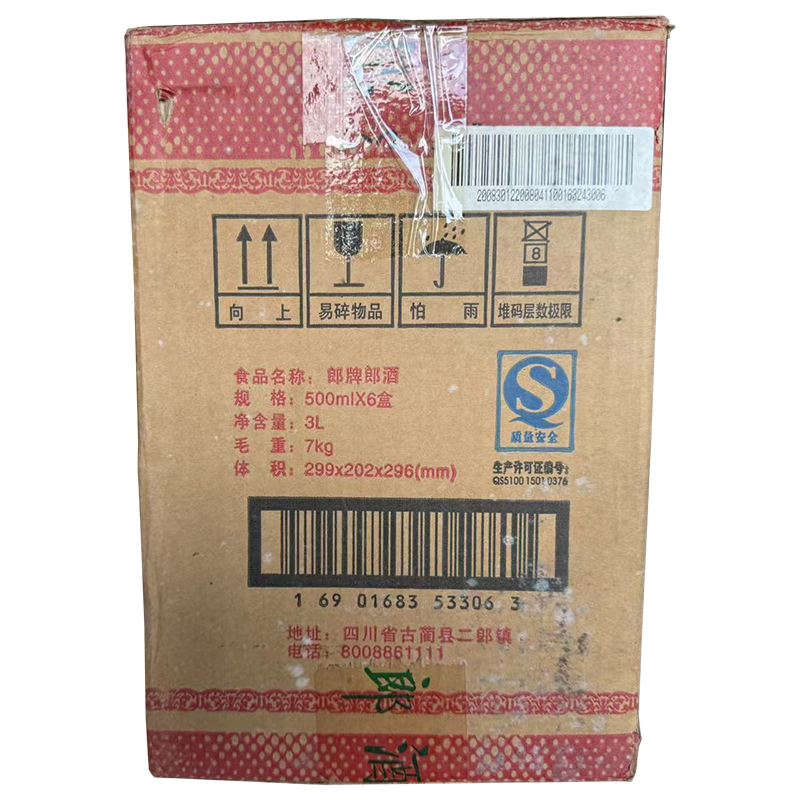 2008301220080411001602430​06
向 上
易碎物品
怕 雨
8
堆码层数极限
食品名称：郎牌郎酒
规 格：500mlX6盒
净含量：3L
毛 重：7kg
体 积：299x202x296(mm)
S
质量安全
生产许可证编号：
QS5100 1501 0376
1 69 01683 53306 3
地址：四川省古蔺县二郎镇
电话：8008861111
郎酒